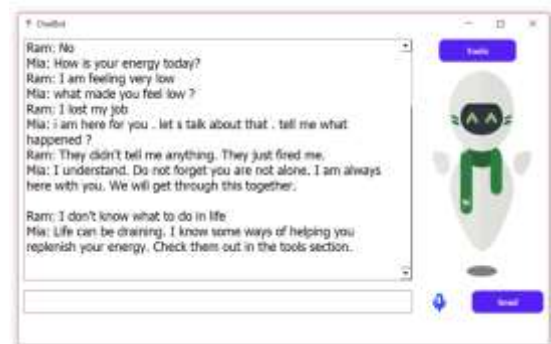 ChatBot
Ram: No
Mia: How is your energy today?
Ram: I am feeling very low
Mia: what made you feel low ?
Ram: I lost my job
Mia: i am here for you . let s talk about that . tell me what
happened ?
Ram: They didn't tell me anything. They just fired me.
Mia: I understand. Do not forget you are not alone. I am always
here with you. We will get through this together.
Ram: I don't know what to do in life
Mia: Life can be draining. I know some ways of helping you
replenish your energy. Check them out in the tools section.
Tools
Send